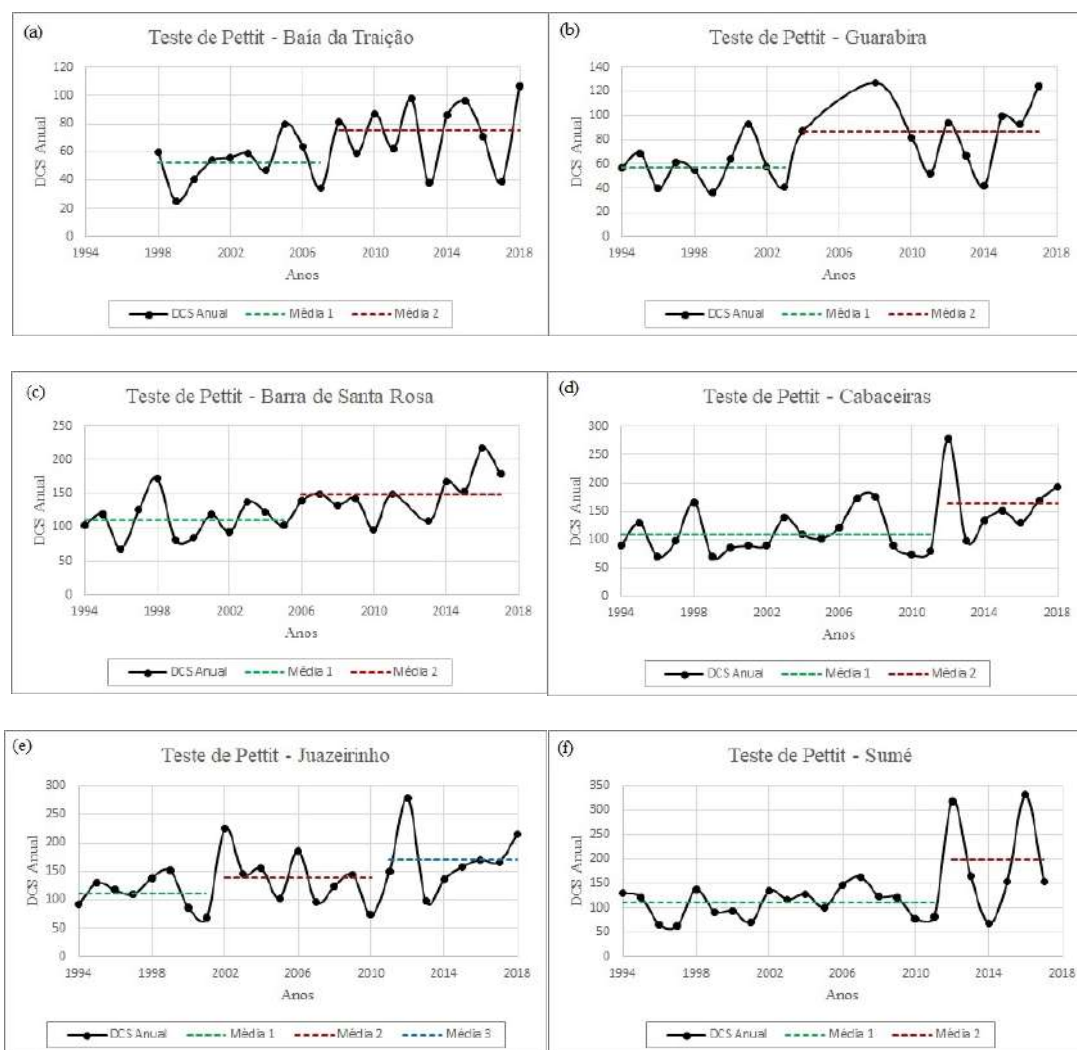 (a)
Teste de Pettit - Baía da Traição
DCS Anual
120
100
80
60
40
20
0
1994 1998 2002 2006 2010 2014 2018
Anos
DCS Anual Média 1 Média 2
(b)
Teste de Pettit - Guarabira
DCS Anual
140
120
100
80
60
40
20
0
1994 1998 2002 2006 2010 2014 2018
Anos
DCS Anual Média 1 Média 2
(c)
Teste de Pettit - Barra de Santa Rosa
DCS Anual
250
200
150
100
50
0
1994 1998 2002 2006 2010 2014 2018
Anos
DCS Anual Média 1 Média 2
(d)
Teste de Pettit - Cabaceiras
DCS Anual
300
250
200
150
100
50
0
1994 1998 2002 2006 2010 2014 2018
Anos
DCS Anual Média 1 Média 2
(e)
Teste de Pettit - Juazeirinho
DCS Anual
300
250
200
150
100
50
0
1994 1998 2002 2006 2010 2014 2018
Anos
DCS Anual Média 1 Média 2 Média 3
(f)
Teste de Pettit - Sumé
DCS Anual
350
300
250
200
150
100
50
0
1994 1998 2002 2006 2010 2014 2018
Anos
DCS Anual Média 1 Média 2